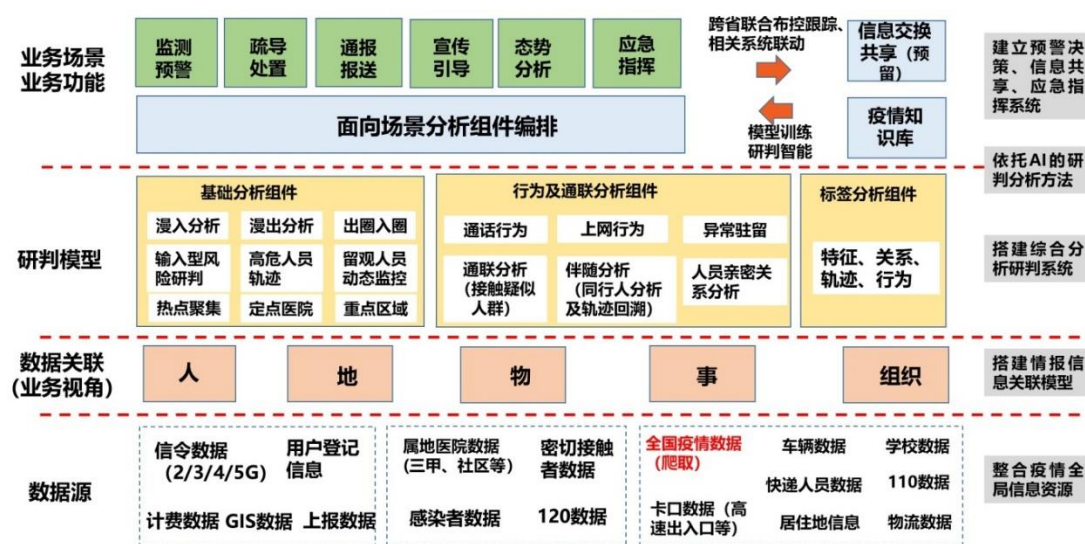 业务场景
业务功能
监测
预警
疏导
处置
通报
报送
宣传
引导
态势
分析
应急
指挥
面向场景分析组件编排
跨省联合布控跟踪、
相关系统联动
模型训练
研判智能
信息交换
共享（预
留）
疫情知
识库
建立预警决
策、信息共
享、应急指
挥系统
依托AI的研
判分析方法
研判模型
基础分析组件
漫入分析
漫出分析
出圈入圈
输入型风
险研判
高危人员
轨迹
留观人员
动态监控
热点聚集
定点医院
重点区域
行为及通联分析组件
通话行为
上网行为
异常驻留
通联分析
（接触疑似
人群）
伴随分析
（同行人分析
及轨迹回溯）
人员亲密关
系分析
标签分析组件
特征、关系、
轨迹、行为
搭建综合分
析研判系统
数据关联
(业务视角)
人
地
物
事
组织
搭建情报信
息关联模型
数据源
信令数据
(2/3/4/5G)
用户登记
信息
计费数据
GIS数据
上报数据
属地医院数据
(三甲、社区等)
密切接触
者数据
感染者数据
120数据
全国疫情数据
（爬取）
车辆数据
学校数据
快递人员数据
110数据
卡口数据（高
速出入口等）
居住地信息
物流数据
整合疫情全
局信息资源